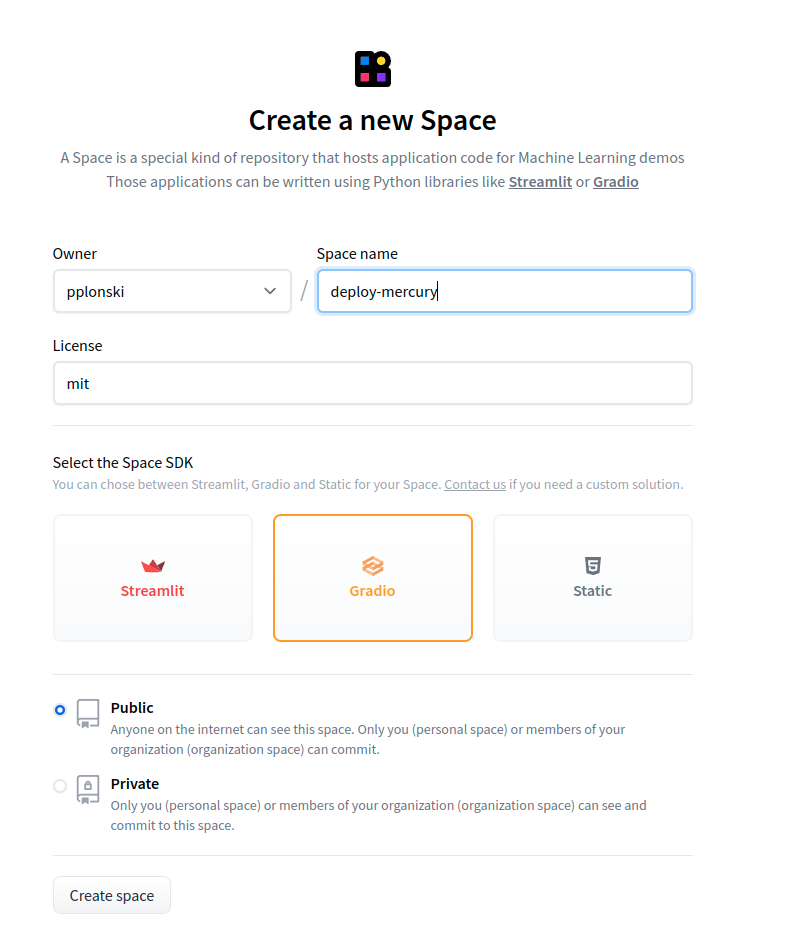 Create a new Space
A Space is a special kind of repository that hosts application code for Machine Learning demos
Those applications can be written using Python libraries like Streamlit or Gradio
Owner
Space name
pplonski
/
deploy-mercury
License
mit
Select the Space SDK
You can chose between Streamlit, Gradio and Static for your Space. Contact us if you need a custom solution.
Streamlit
Gradio
Static
Public
Anyone on the internet can see this space. Only you (personal space) or members of your
organization (organization space) can commit.
Private
Only you (personal space) or members of your organization (organization space) can see and
commit to this space.
Create space